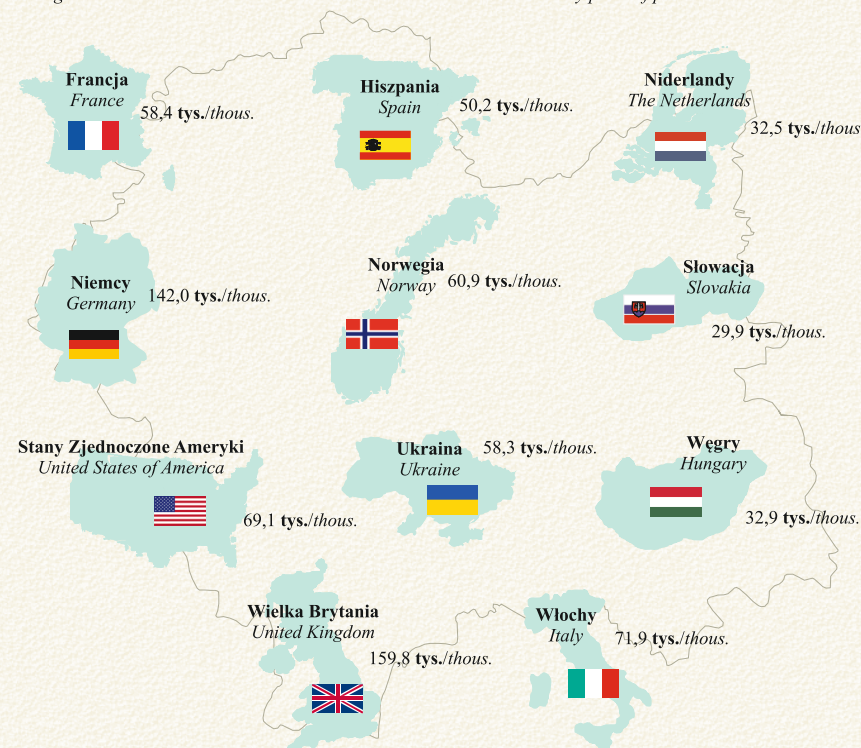 Francja
France
58,4 tys./thous.
Hiszpania
Spain
50,2 tys./thous.
Niderlandy
The Netherlands
32,5 tys./thous
Niemcy
Germany
142,0 tys./thous.
Norwegia
Norway
60,9 tys./thous.
Słowacja
Slovakia
29,9 tys./thous.
Stany Zjednoczone Ameryki
United States of America
69,1 tys./thous.
Ukraina
Ukraine
58,3 tys./thous.
Węgry
Hungary
32,9 tys./thous.
Wielka Brytania
United Kingdom
159,8 tys./thous.
Włochy
Italy
71,9 tys./thous.